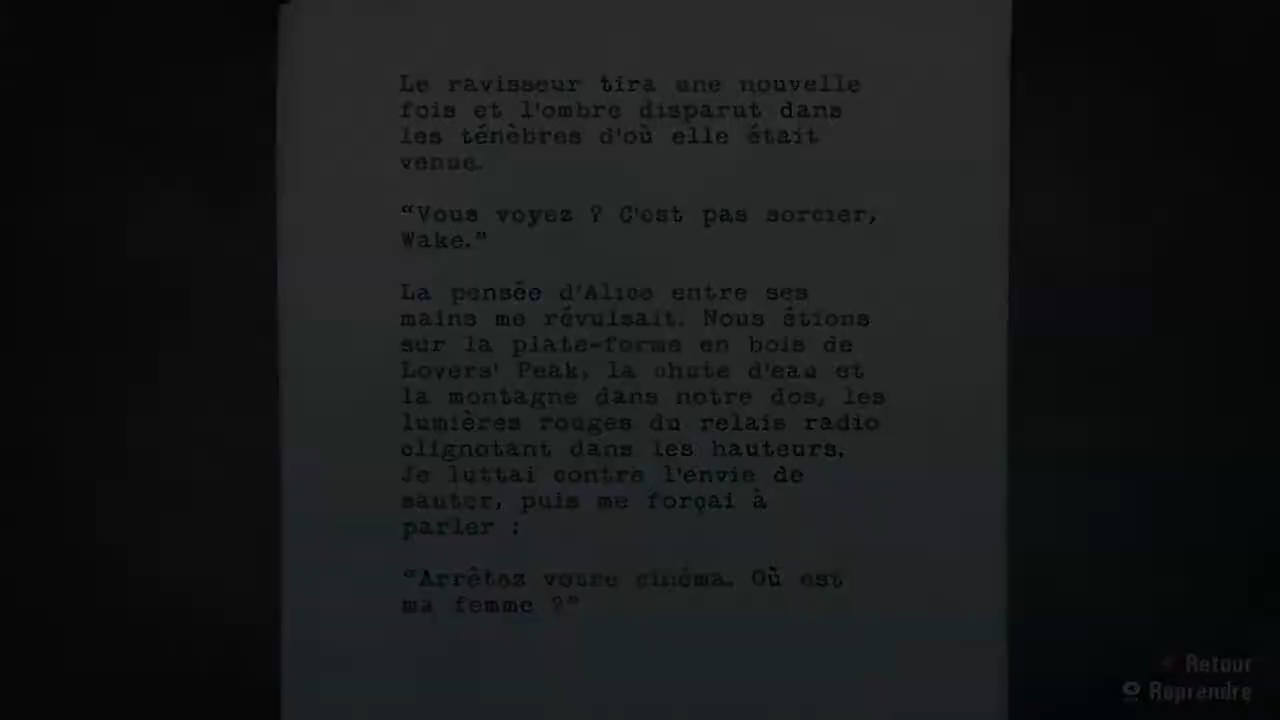 Le ravisseur tira une nouvelle
fois et l'ombre disparut dans
les ténèbres d'où elle était
venue.
“Vous voyez ? C'est pas sorcier,
Wake.”
La pensée d'Alice entre ses
mains me révulsait. Nous étions
sur la plate-forme en bois de
Lovers' Peak, la chute d'eau et
la montagne dans notre dos, les
lumières rouges du relais radio
clignotant dans les hauteurs.
Je luttai contre l'envie de
sauter, puis me forçai à
parler :
“Arrêtez votre cinéma. Où est
ma femme ?”
Retour
Reprendre